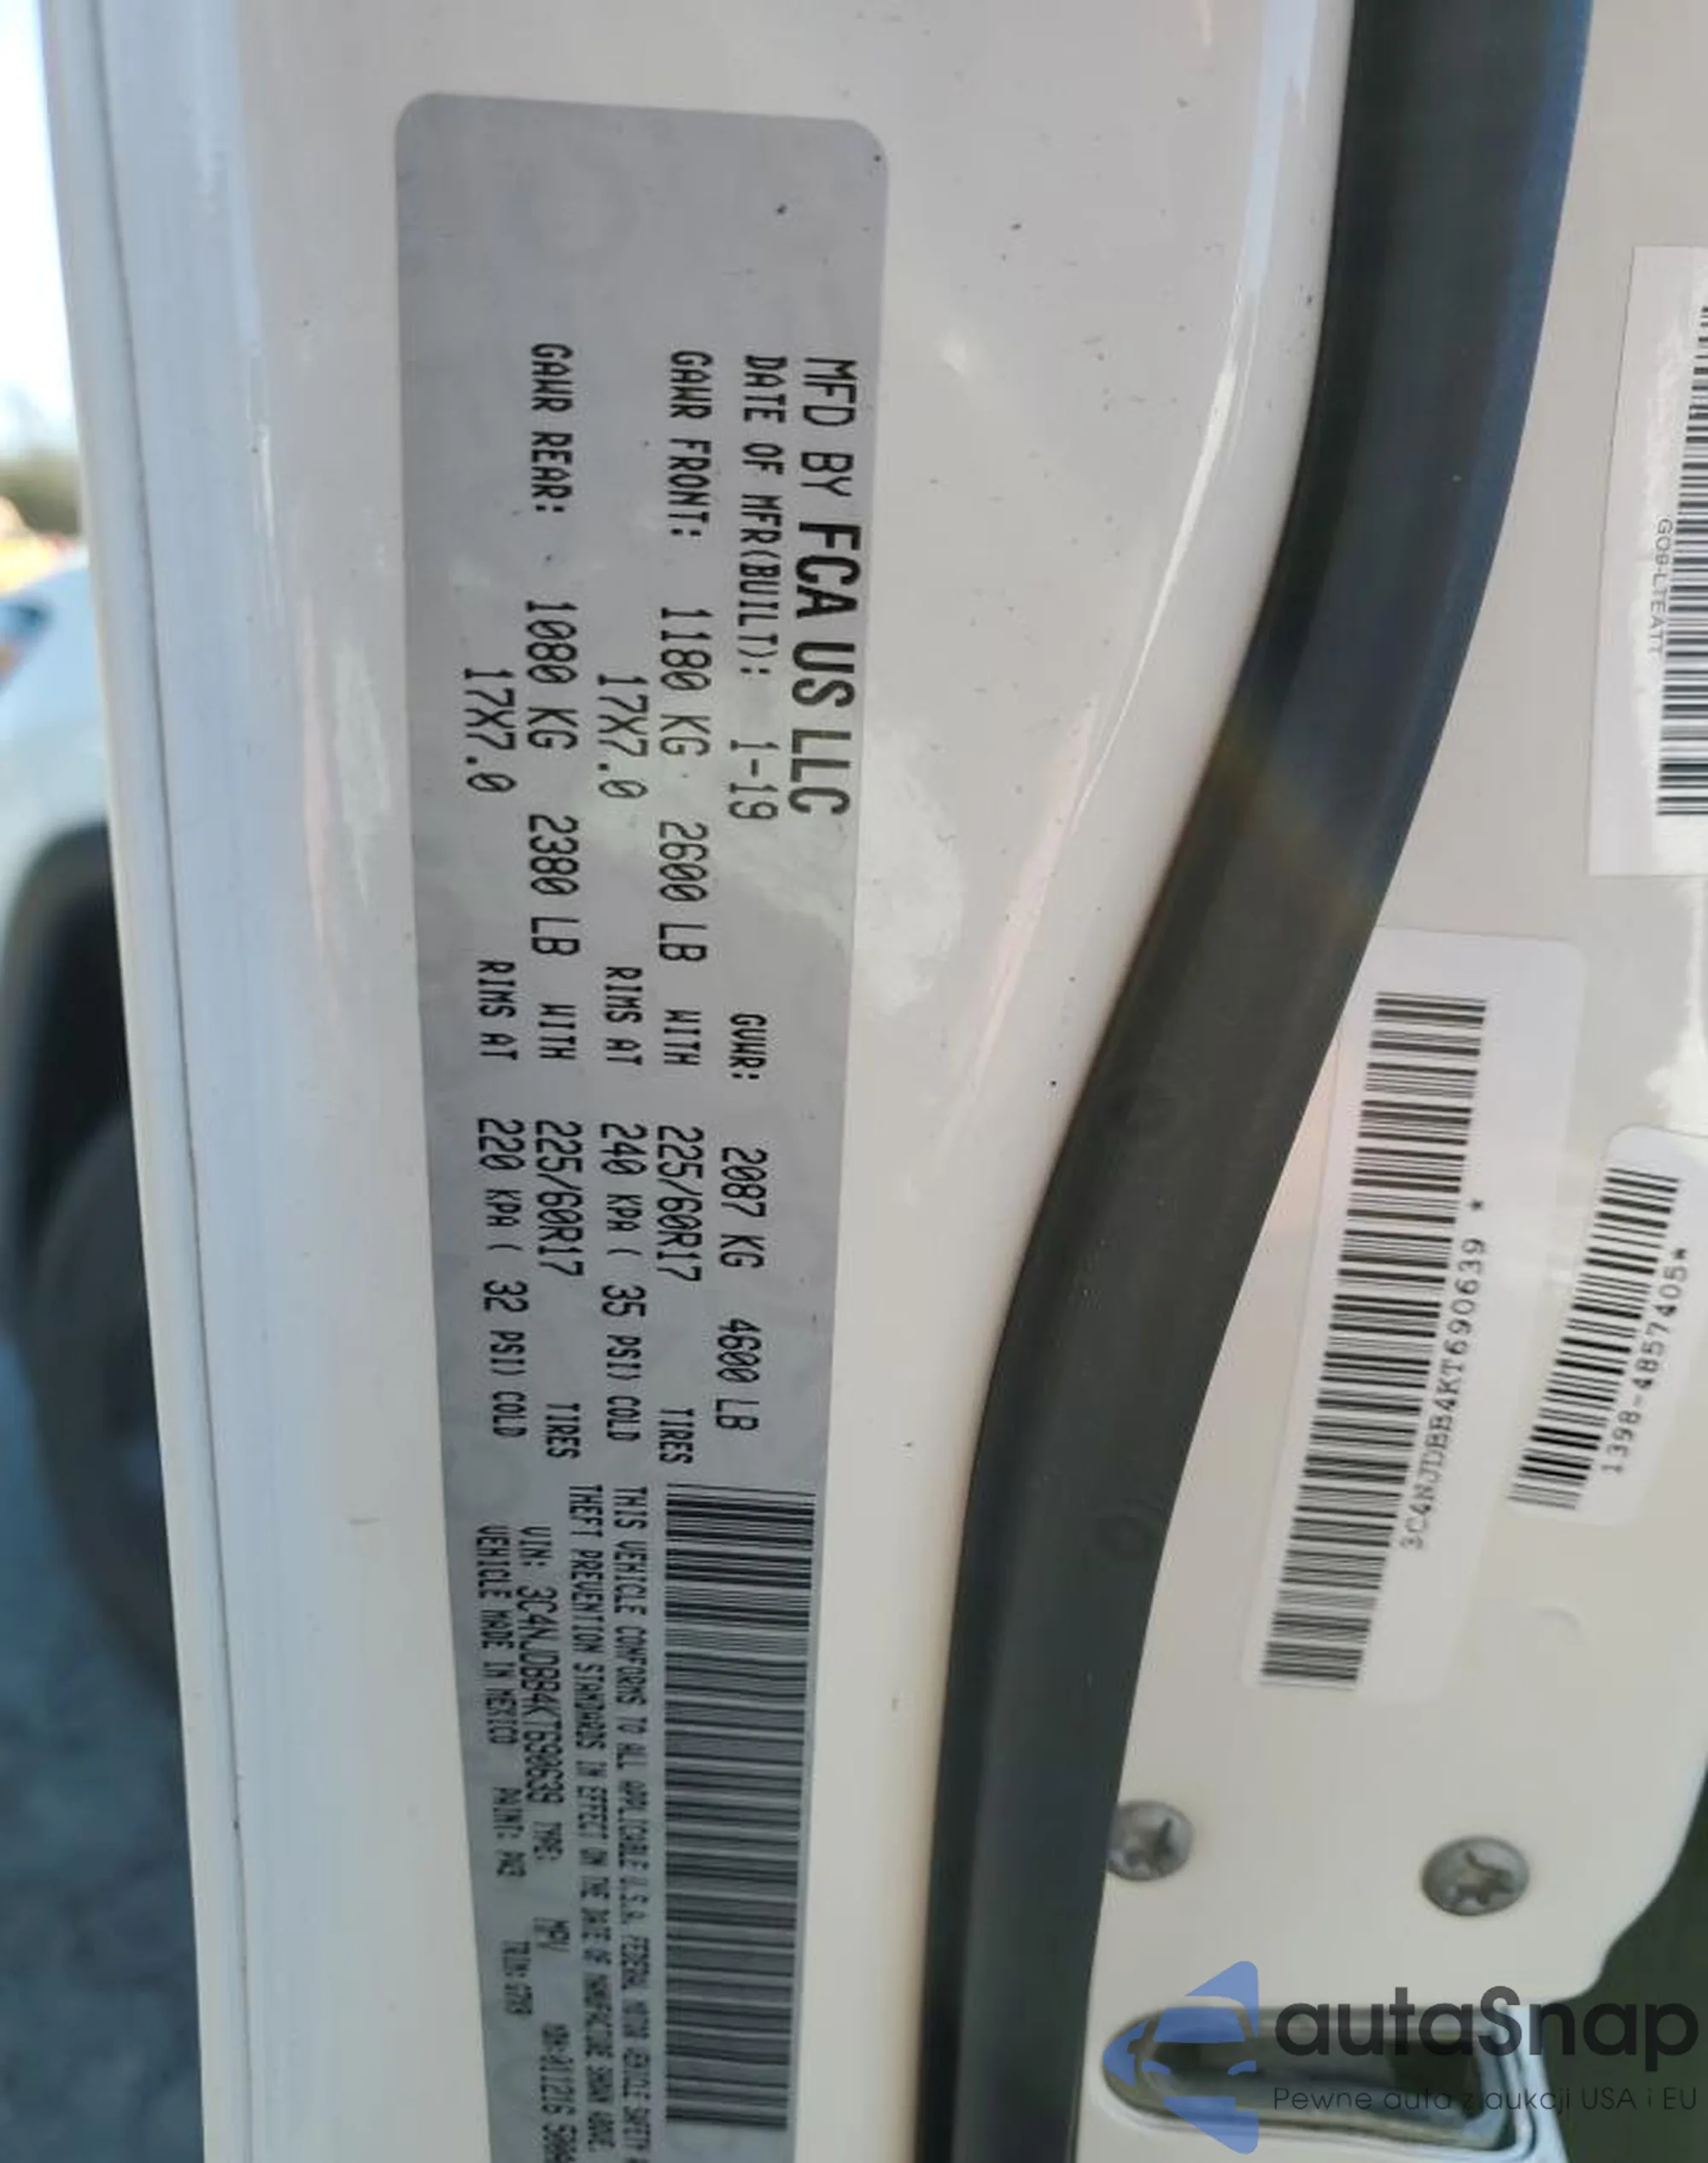 MFD BY FCA US LLC
DATE OF MFR(BUILT): 1-19 GVWR: 2087 KG 4600 LB
GAWR FRONT: 1180 KG 2600 LB WITH 225/60R17 TIRES
17X7.0 RIMS AT 240 KPA ( 35 PSI) COLD
GAWR REAR: 1080 KG 2380 LB WITH 225/60R17 TIRES
17X7.0 RIMS AT 220 KPA ( 32 PSI) COLD
THIS VEHICLE CONFORMS TO ALL APPLICABLE U.S.A. FEDERAL MOTOR VEHICLE SAFETY
THEFT PREVENTION STANDARDS IN EFFECT ON THE DATE OF MANUFACTURE SHOWN ABOVE.
VIN: 3C4NJDBB4KT690639 TYPE: MPV
VEHICLE MADE IN MEXICO PAINT: PW3 TRIM:
3C4NJDBB4KT690639 *
1398-4857405*
autaSnap
Pewne auta z aukcji USA i EU